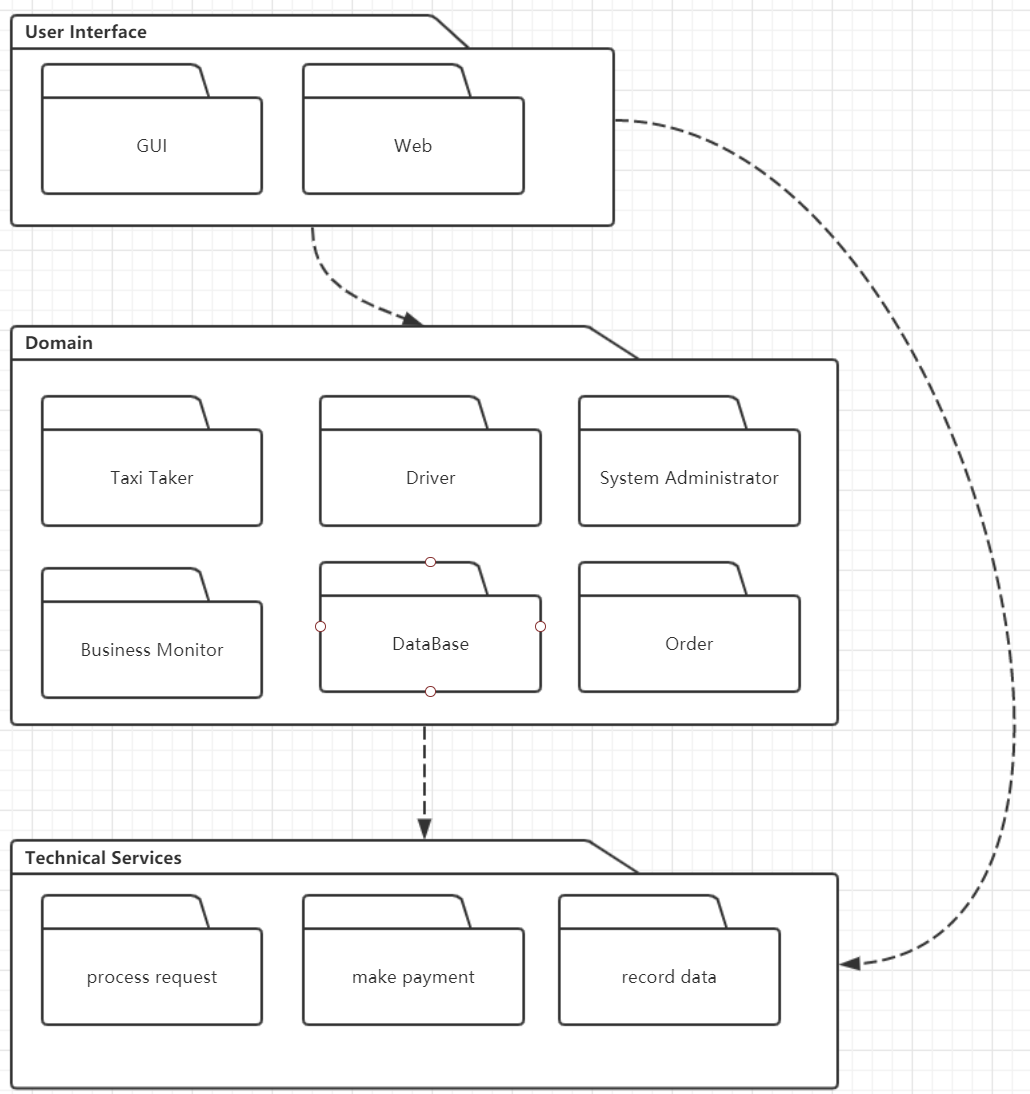 User Interface
GUI
Web
Domain
Taxi Taker
Driver
System Administrator
Business Monitor
DataBase
Order
Technical Services
process request
make payment
record data